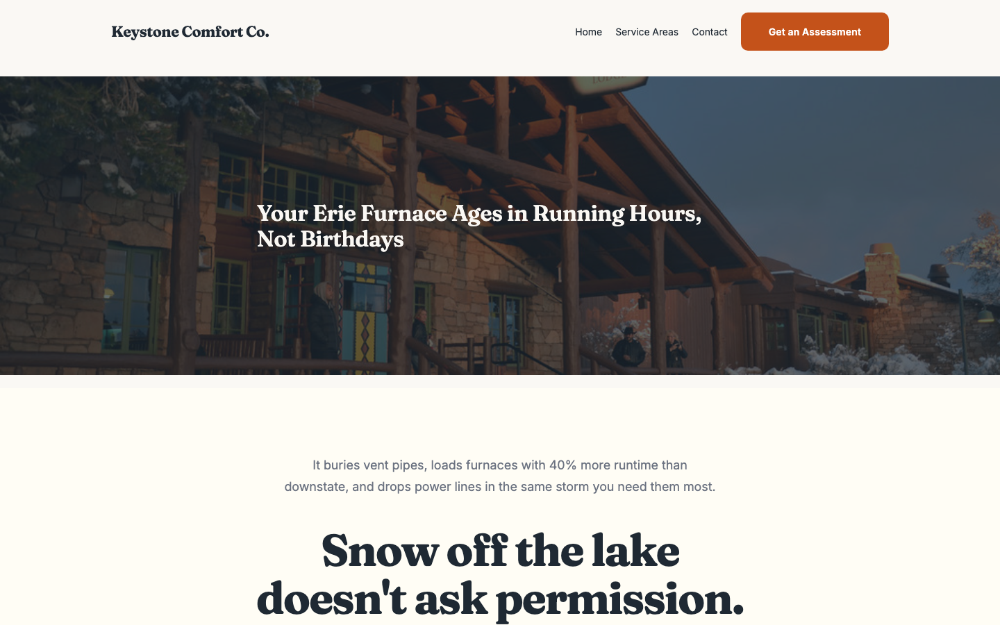 Keystone Comfort Co.
Home
Service Areas
Contact
Get an Assessment
Your Erie Furnace Ages in Running Hours,
Not Birthdays
It buries vent pipes, loads furnaces with 40% more runtime than
downstate, and drops power lines in the same storm you need them most.
Snow off the lake
doesn't ask permission.